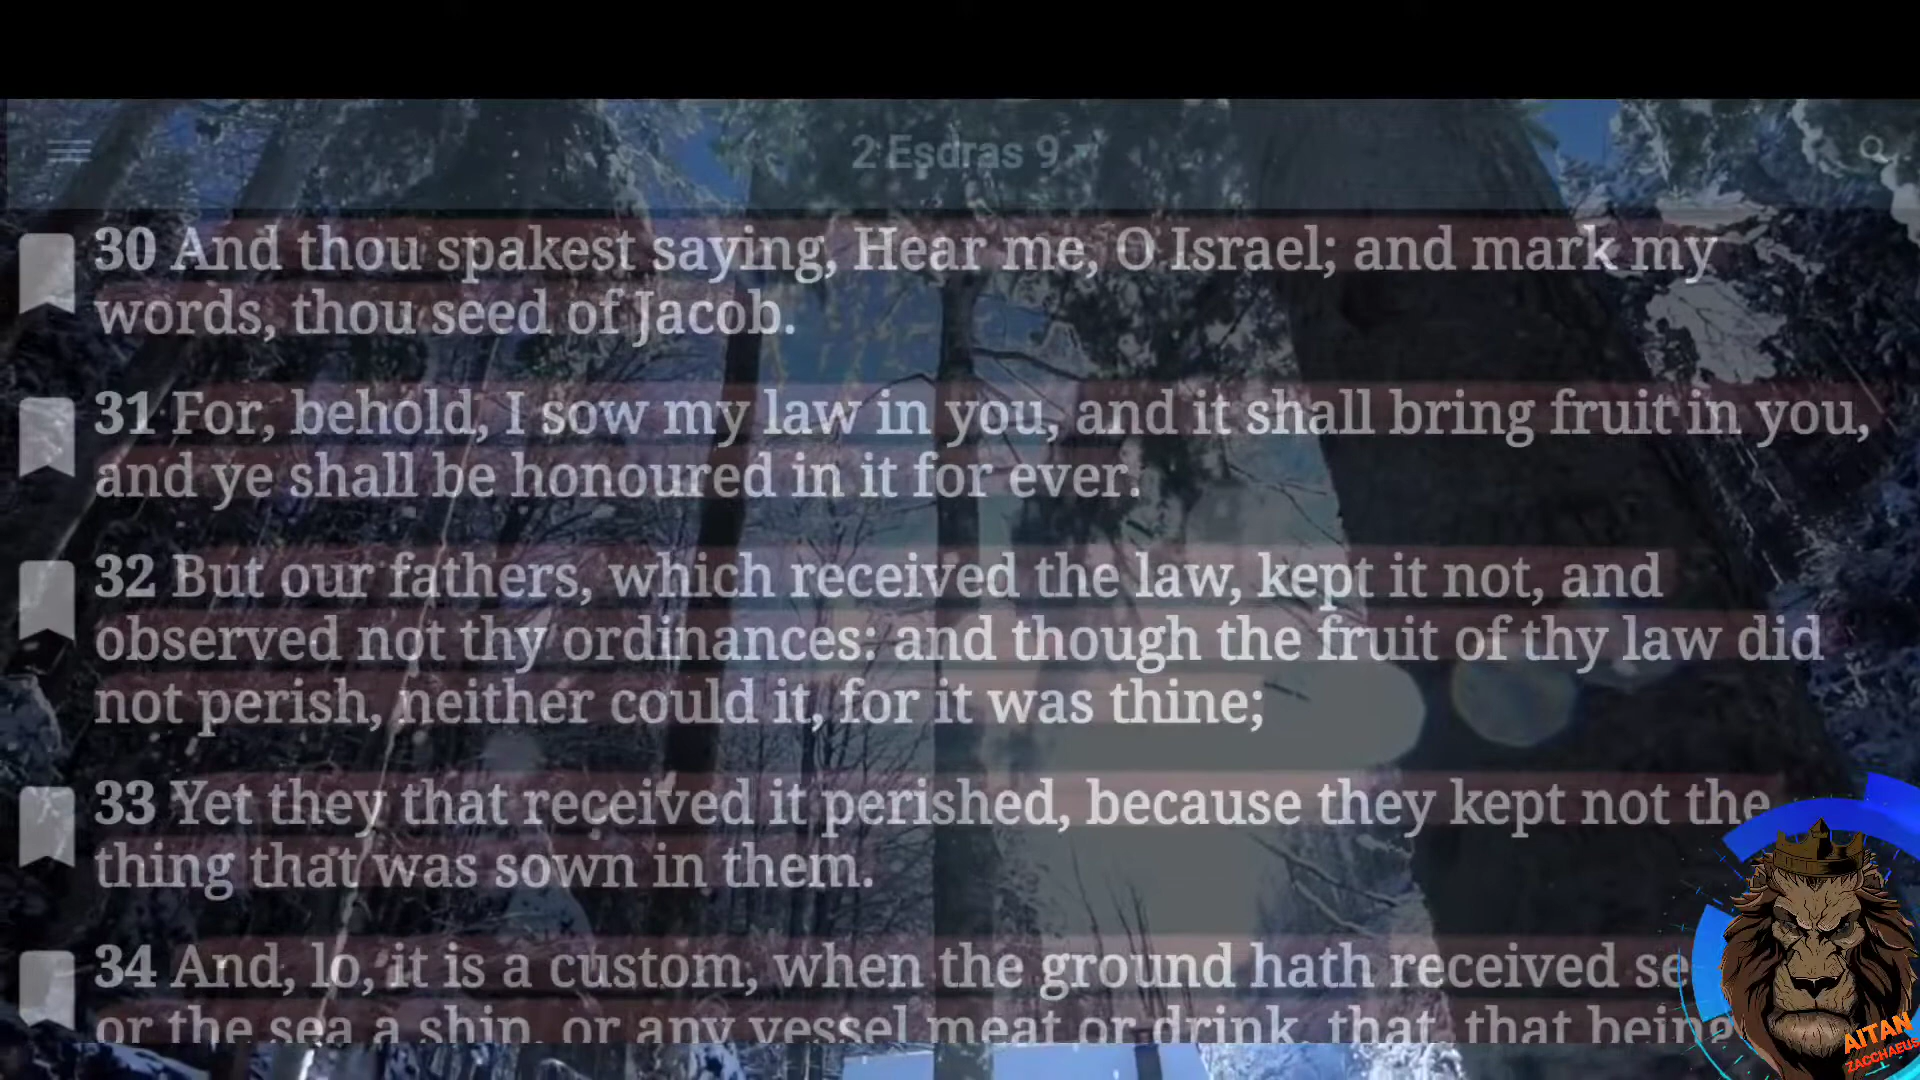 2 Esdras 9
30 And thou spakest saying, Hear me, O Israel; and mark my
words, thou seed of Jacob.
31 For, behold, I sow my law in you, and it shall bring fruit in you,
and ye shall be honoured in it for ever.
32 But our fathers, which received the law, kept it not, and
observed not thy ordinances: and though the fruit of thy law did
not perish, neither could it, for it was thine;
33 Yet they that received it perished, because they kept not the
thing that was sown in them.
34 And, lo, it is a custom, when the ground hath received
or the sea a ship, or any vessel meat or drink, that, that being
AITAN
ZACCHAEUS